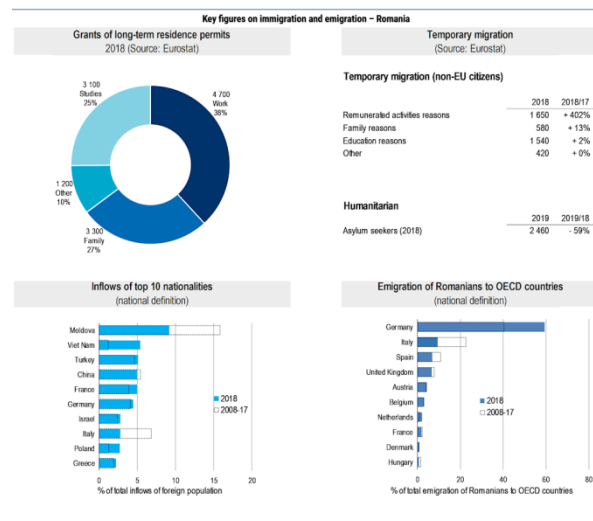 Key figures on immigration and emigration − Romania
Grants of long-term residence permits
2018 (Source: Eurostat)
4 700
Work
38%
3 300
Family
27%
1 200
Other
10%
3 100
Studies
25%
Temporary migration
(Source: Eurostat)
Temporary migration (non-EU citizens)
2018 2018/17
Remunerated activities reasons 1 650 + 402%
Family reasons 580 + 13%
Education reasons 1 540 + 2%
Other 420 + 0%
Humanitarian
2019 2019/18
Asylum seekers (2018) 2 460 - 59%
Inflows of top 10 nationalities
(national definition)
Moldova
Viet Nam
Turkey
China
France
Germany
Israel
Italy
Poland
Greece
2018
2008-17
0 5 10 15 20
% of total inflows of foreign population
Emigration of Romanians to OECD countries
(national definition)
Germany
Italy
Spain
United Kingdom
Austria
Belgium
Netherlands
France
Denmark
Hungary
2018
2008-17
0 20 40 60 80
% of total emigration of Romanians to OECD countries